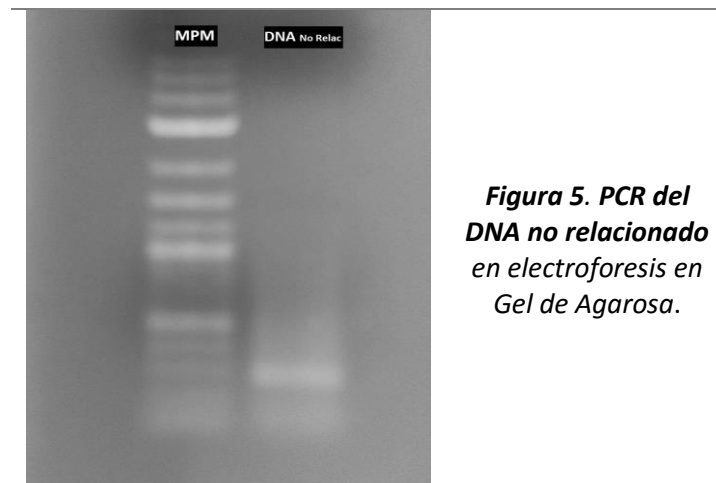 MPM
DNA No Relac
Figura 5. PCR del
DNA no relacionado
en electroforesis en
Gel de Agarosa.